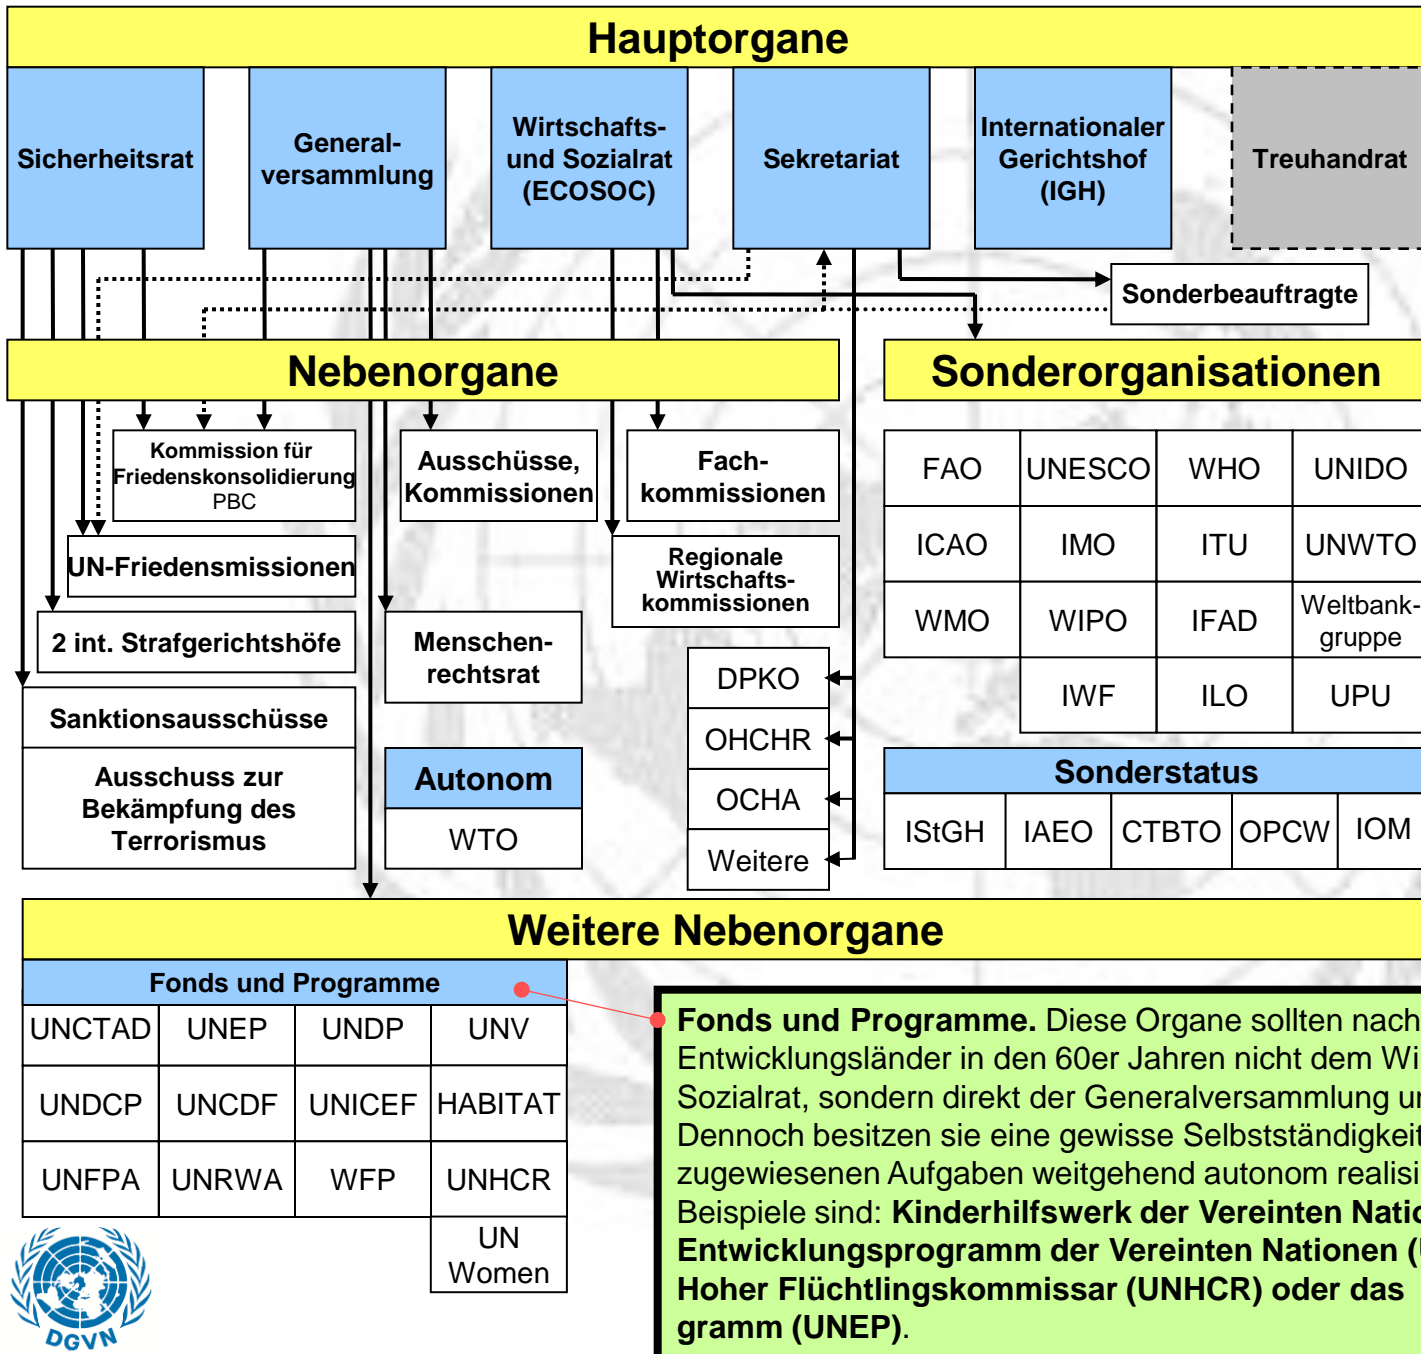 Hauptorgane
Sicherheitsrat
General-
versammlung
Wirtschafts-
und Sozialrat
(ECOSOC)
Sekretariat
Internationaler
Gerichtshof
(IGH)
Treuhandrat
Sonderbeauftragte
Nebenorgane
Sonderorganisationen
Kommission für
Friedenskonsolidierung
PBC
Ausschüsse,
Kommissionen
Fach-
kommissionen
UN-Friedensmissionen
Regionale
Wirtschafts-
kommissionen
2 int. Strafgerichtshöfe
Menschen-
rechtsrat
Sanktionsausschüsse
Ausschuss zur
Bekämpfung des
Terrorismus
Autonom
WTO
DPKO
OHCHR
OCHA
Weitere
FAO UNESCO WHO UNIDO
ICAO IMO ITU UNWTO
WMO WIPO IFAD Weltbank-
gruppe
IWF ILO UPU
Sonderstatus
IStGH IAEO CTBTO OPCW IOM
Weitere Nebenorgane
Fonds und Programme
UNCTAD UNEP UNDP UNV
UNDCP UNCDF UNICEF HABITAT
UNFPA UNRWA WFP UNHCR
UN
Women
Fonds und Programme. Diese Organe sollten nach
Entwicklungsländer in den 60er Jahren nicht dem Wi
Sozialrat, sondern direkt der Generalversammlung
Dennoch besitzen sie eine gewisse Selbstständigkeit
zugewiesenen Aufgaben weitgehend autonom realisi
Beispiele sind: Kinderhilfswerk der Vereinten Natio
Entwicklungsprogramm der Vereinten Nationen (
Hoher Flüchtlingskommissar (UNHCR) oder das
gramm (UNEP).
DGVN